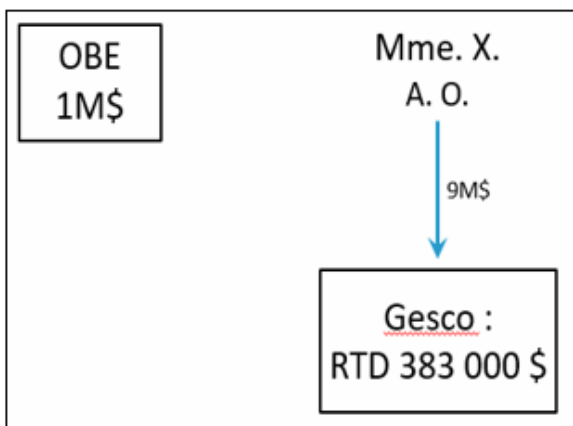 OBE
1M$
Mme. X.
A. O.
9M$
Gesco :
RTD 383 000 $